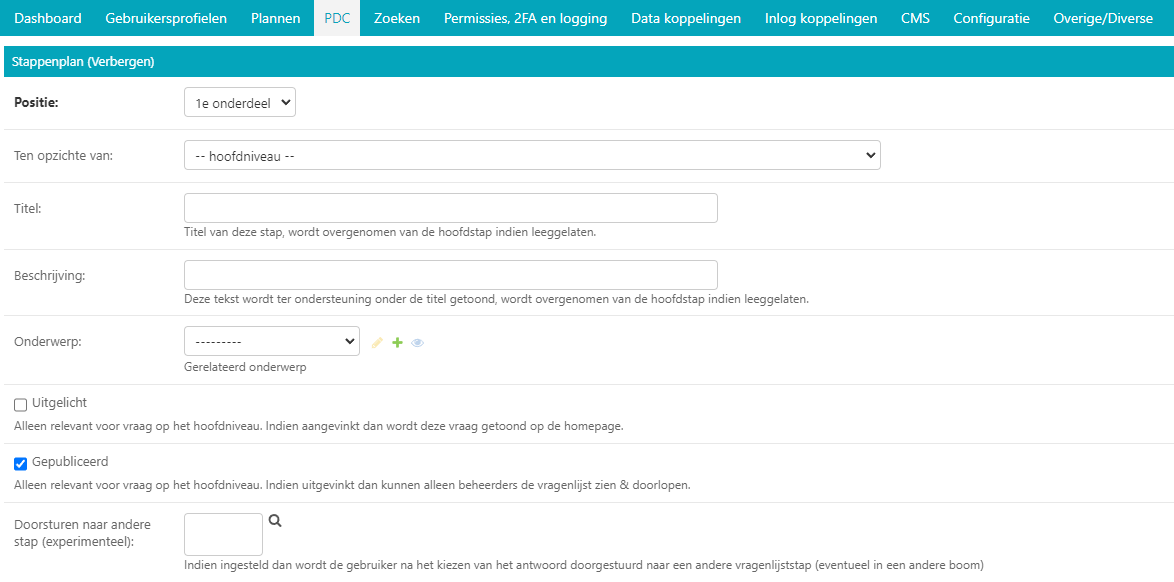 Dashboard Gebruikersprofielen Plannen PDC Zoeken Permissies, 2FA en logging Data koppelingen Inlog koppelingen CMS Configuratie Overige/Diverse
Stappenplan (Verbergen)
Positie: 1e onderdeel
Ten opzichte van: -- hoofdniveau --
Titel:
Titel van deze stap, wordt overgenomen van de hoofdstap indien leeggelaten.
Beschrijving:
Deze tekst wordt ter ondersteuning onder de titel getoond, wordt overgenomen van de hoofdstap indien leeggelaten.
Onderwerp: ---------
Gerelateerd onderwerp
Uitgelicht
Alleen relevant voor vraag op het hoofdniveau. Indien aangevinkt dan wordt deze vraag getoond op de homepage.
Gepubliceerd
Alleen relevant voor vraag op het hoofdniveau. Indien uitgevinkt dan kunnen alleen beheerders de vragenlijst zien & doorlopen.
Doorsturen naar andere
stap (experimenteel):
Indien ingesteld dan wordt de gebruiker na het kiezen van het antwoord doorgestuurd naar een andere vragenlijststap (eventueel in een andere boom)